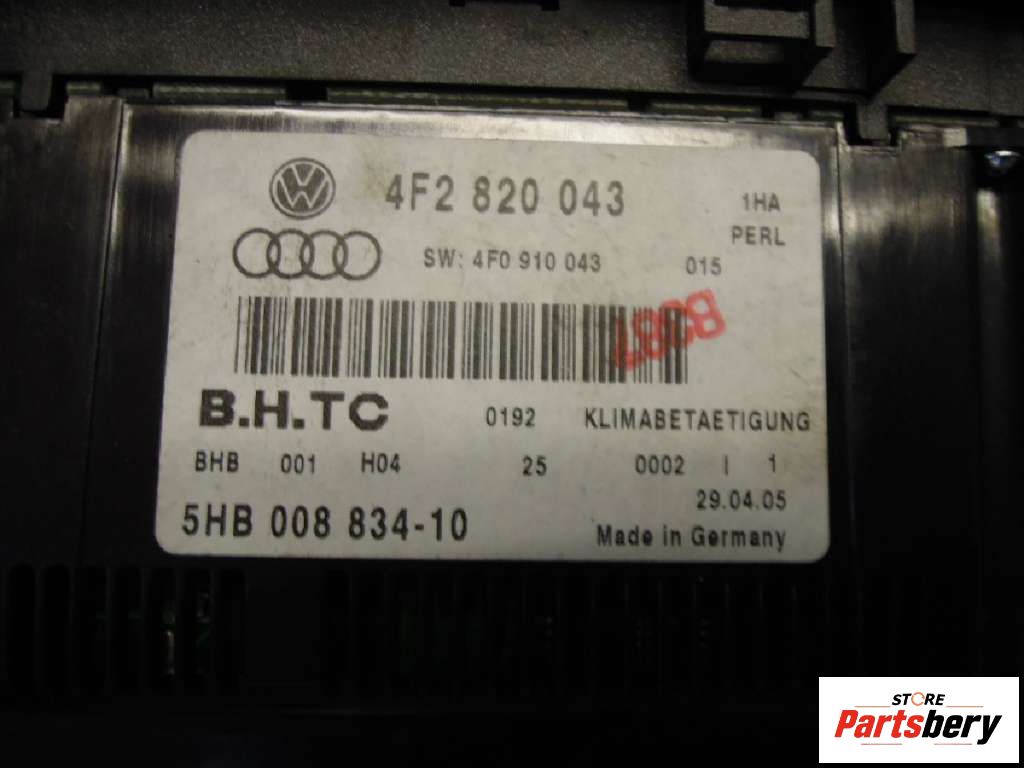 4F2 820 043
1HA
PERL
SW: 4F0 910 043
015
B.H.TC
0192 KLIMABETAETIGUNG
BHB 001 H04 25 0002 | 1
29.04.05
5HB 008 834-10
Made in Germany
STORE
Partsbery